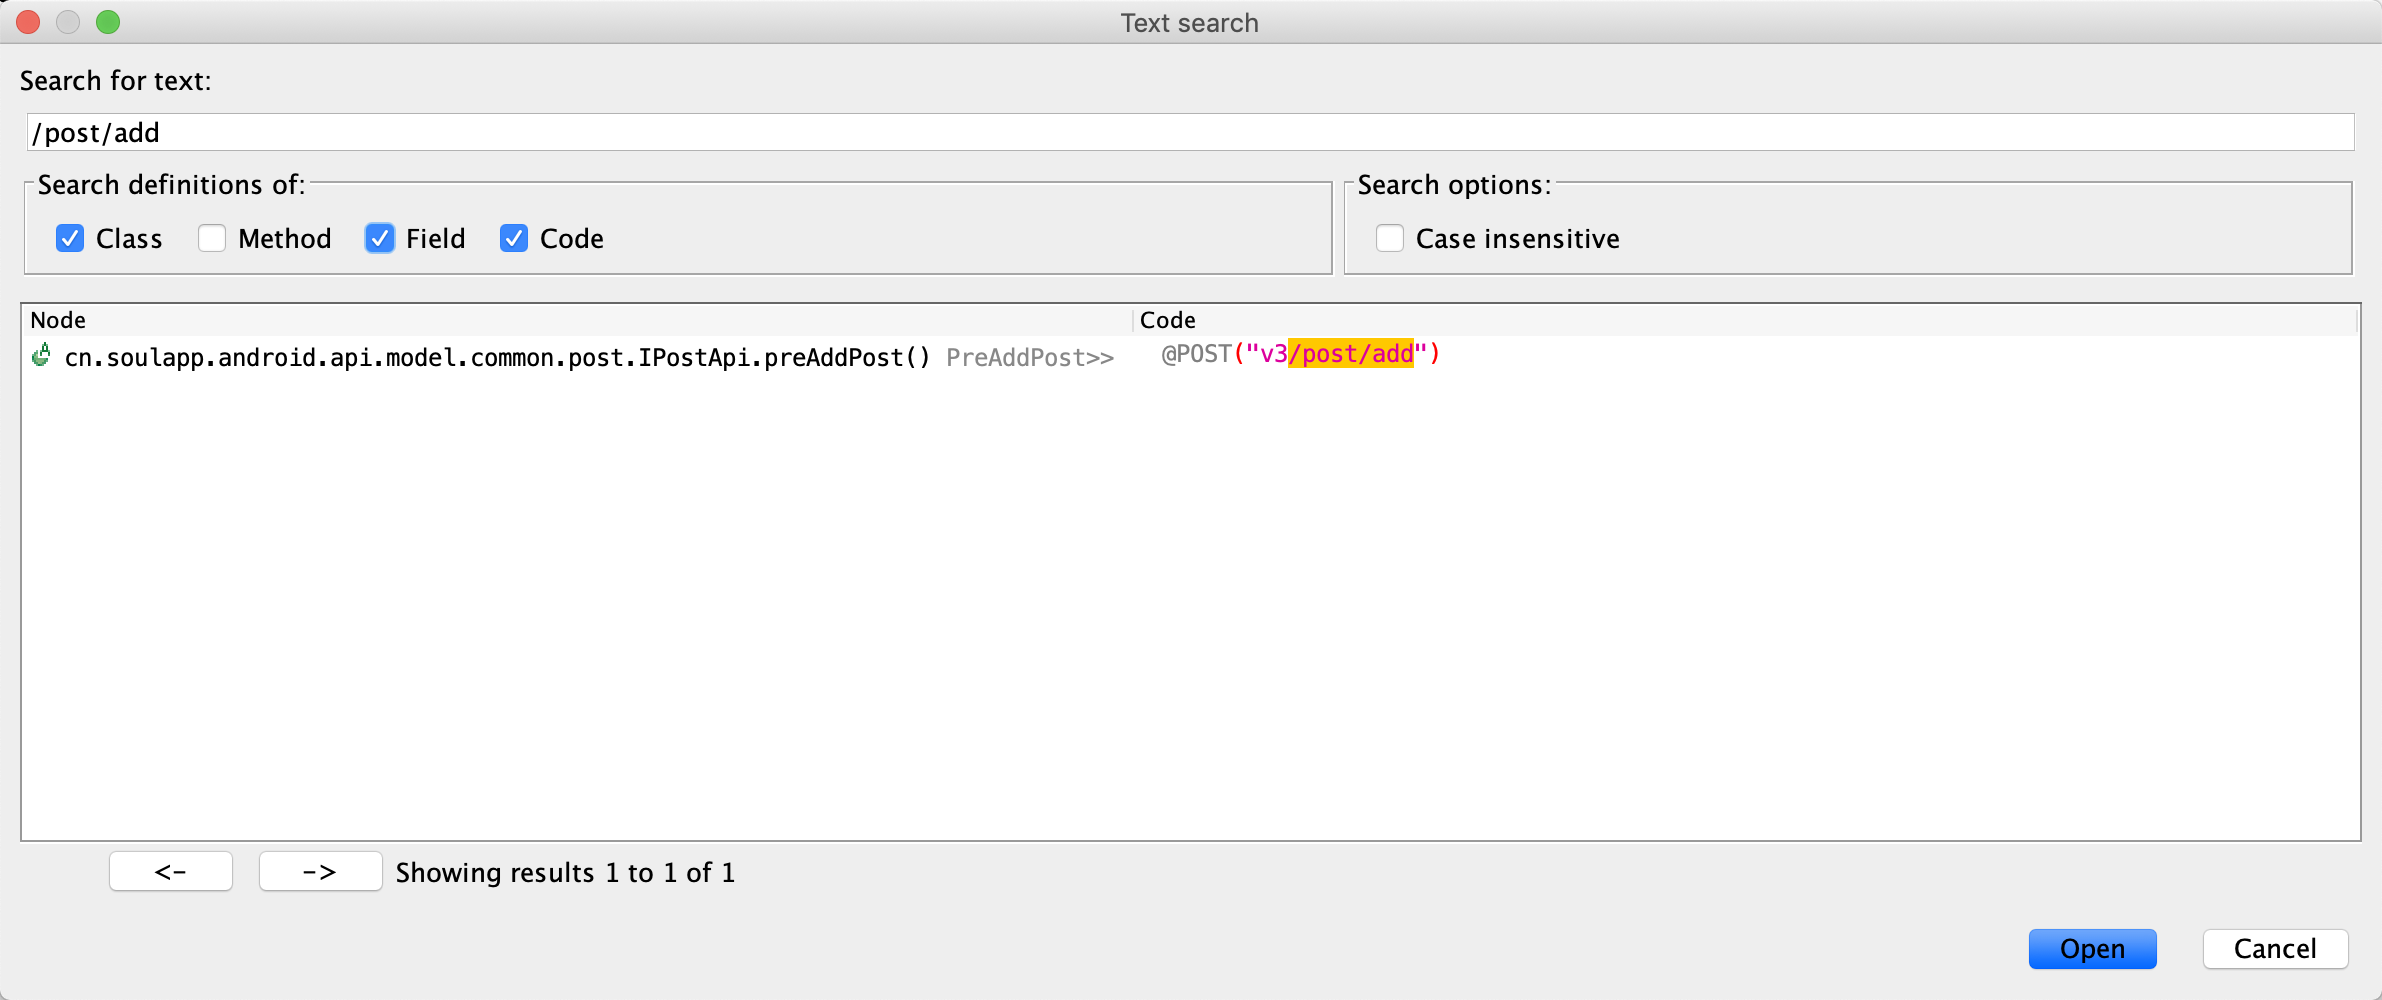 Text search
Search for text:
/post/add
Search definitions of:
Search options:
Class Method Field Code
Case insensitive
Node Code
cn.soulapp.android.api.model.common.post.IPostApi.preAddPost() PreAddPost>> @POST("v3/post/add")
<- -> Showing results 1 to 1 of 1
Open Cancel